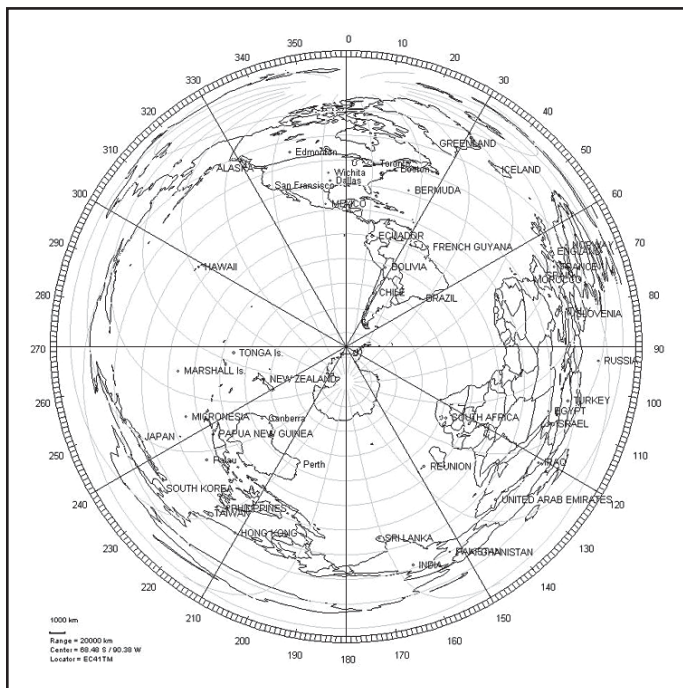 0
10
20
30
40
50
60
70
80
90
100
110
120
130
140
150
160
170
180
190
200
210
220
230
240
250
260
270
280
290
300
310
320
330
340
350
GREENLAND
Edmonton
Toronto
Boston
ICELAND
ALASKA
Wichita
Dallas
San Fransisco
BERMUDA
MEXICO
ECUADOR
FRENCH GUYANA
NORWAY
ENGLAND
FRANCE
HAWAII
BOLIVIA
MOROCCO
CHILE
BRAZIL
SLOVENIA
TONGA Is.
RUSSIA
MARSHALL Is.
NEW ZEALAND
TURKEY
MICRONESIA
Canberra
SOUTH AFRICA
EGYPT
ISRAEL
JAPAN
PAPUA NEW GUINEA
Palau
Perth
REUNION
IRAQ
SOUTH KOREA
UNITED ARAB EMIRATES
PHILIPPINES
TAIWAN
HONG KONG
SRI LANKA
INDIA
1000 km
Range = 20000 km
Center = 68.48 S / 90.38 W
Locator = EC41TM